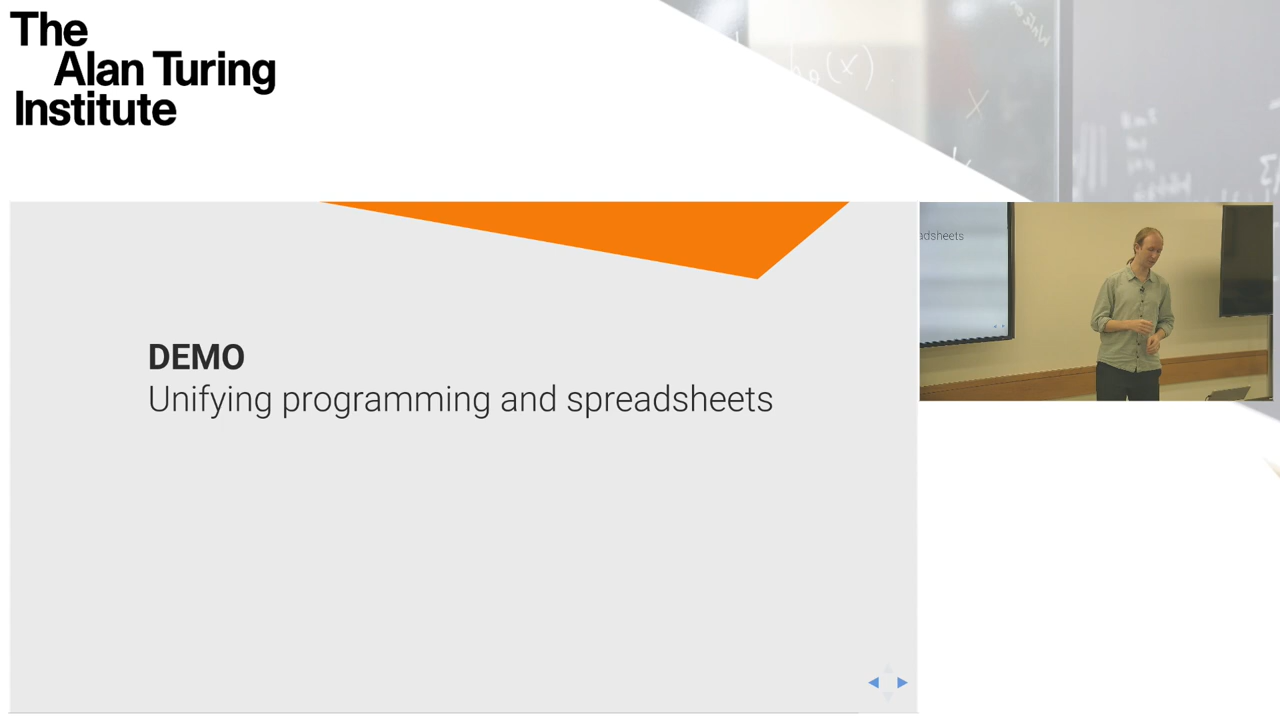 The
Alan Turing
Institute
DEMO
Unifying programming and spreadsheets
adsheets